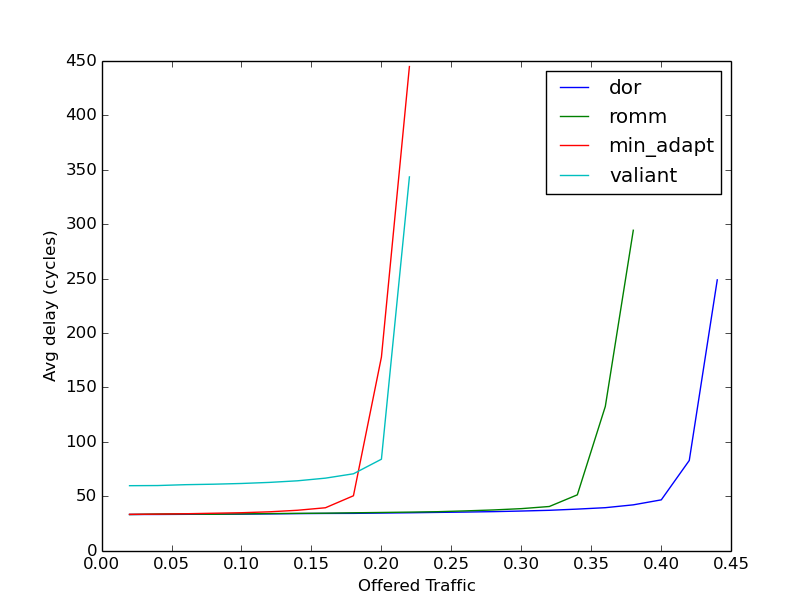 450
400
350
300
250
200
150
100
50
0
Avg delay (cycles)
dor
romm
min_adapt
valiant
0.00 0.05 0.10 0.15 0.20 0.25 0.30 0.35 0.40 0.45
Offered Traffic